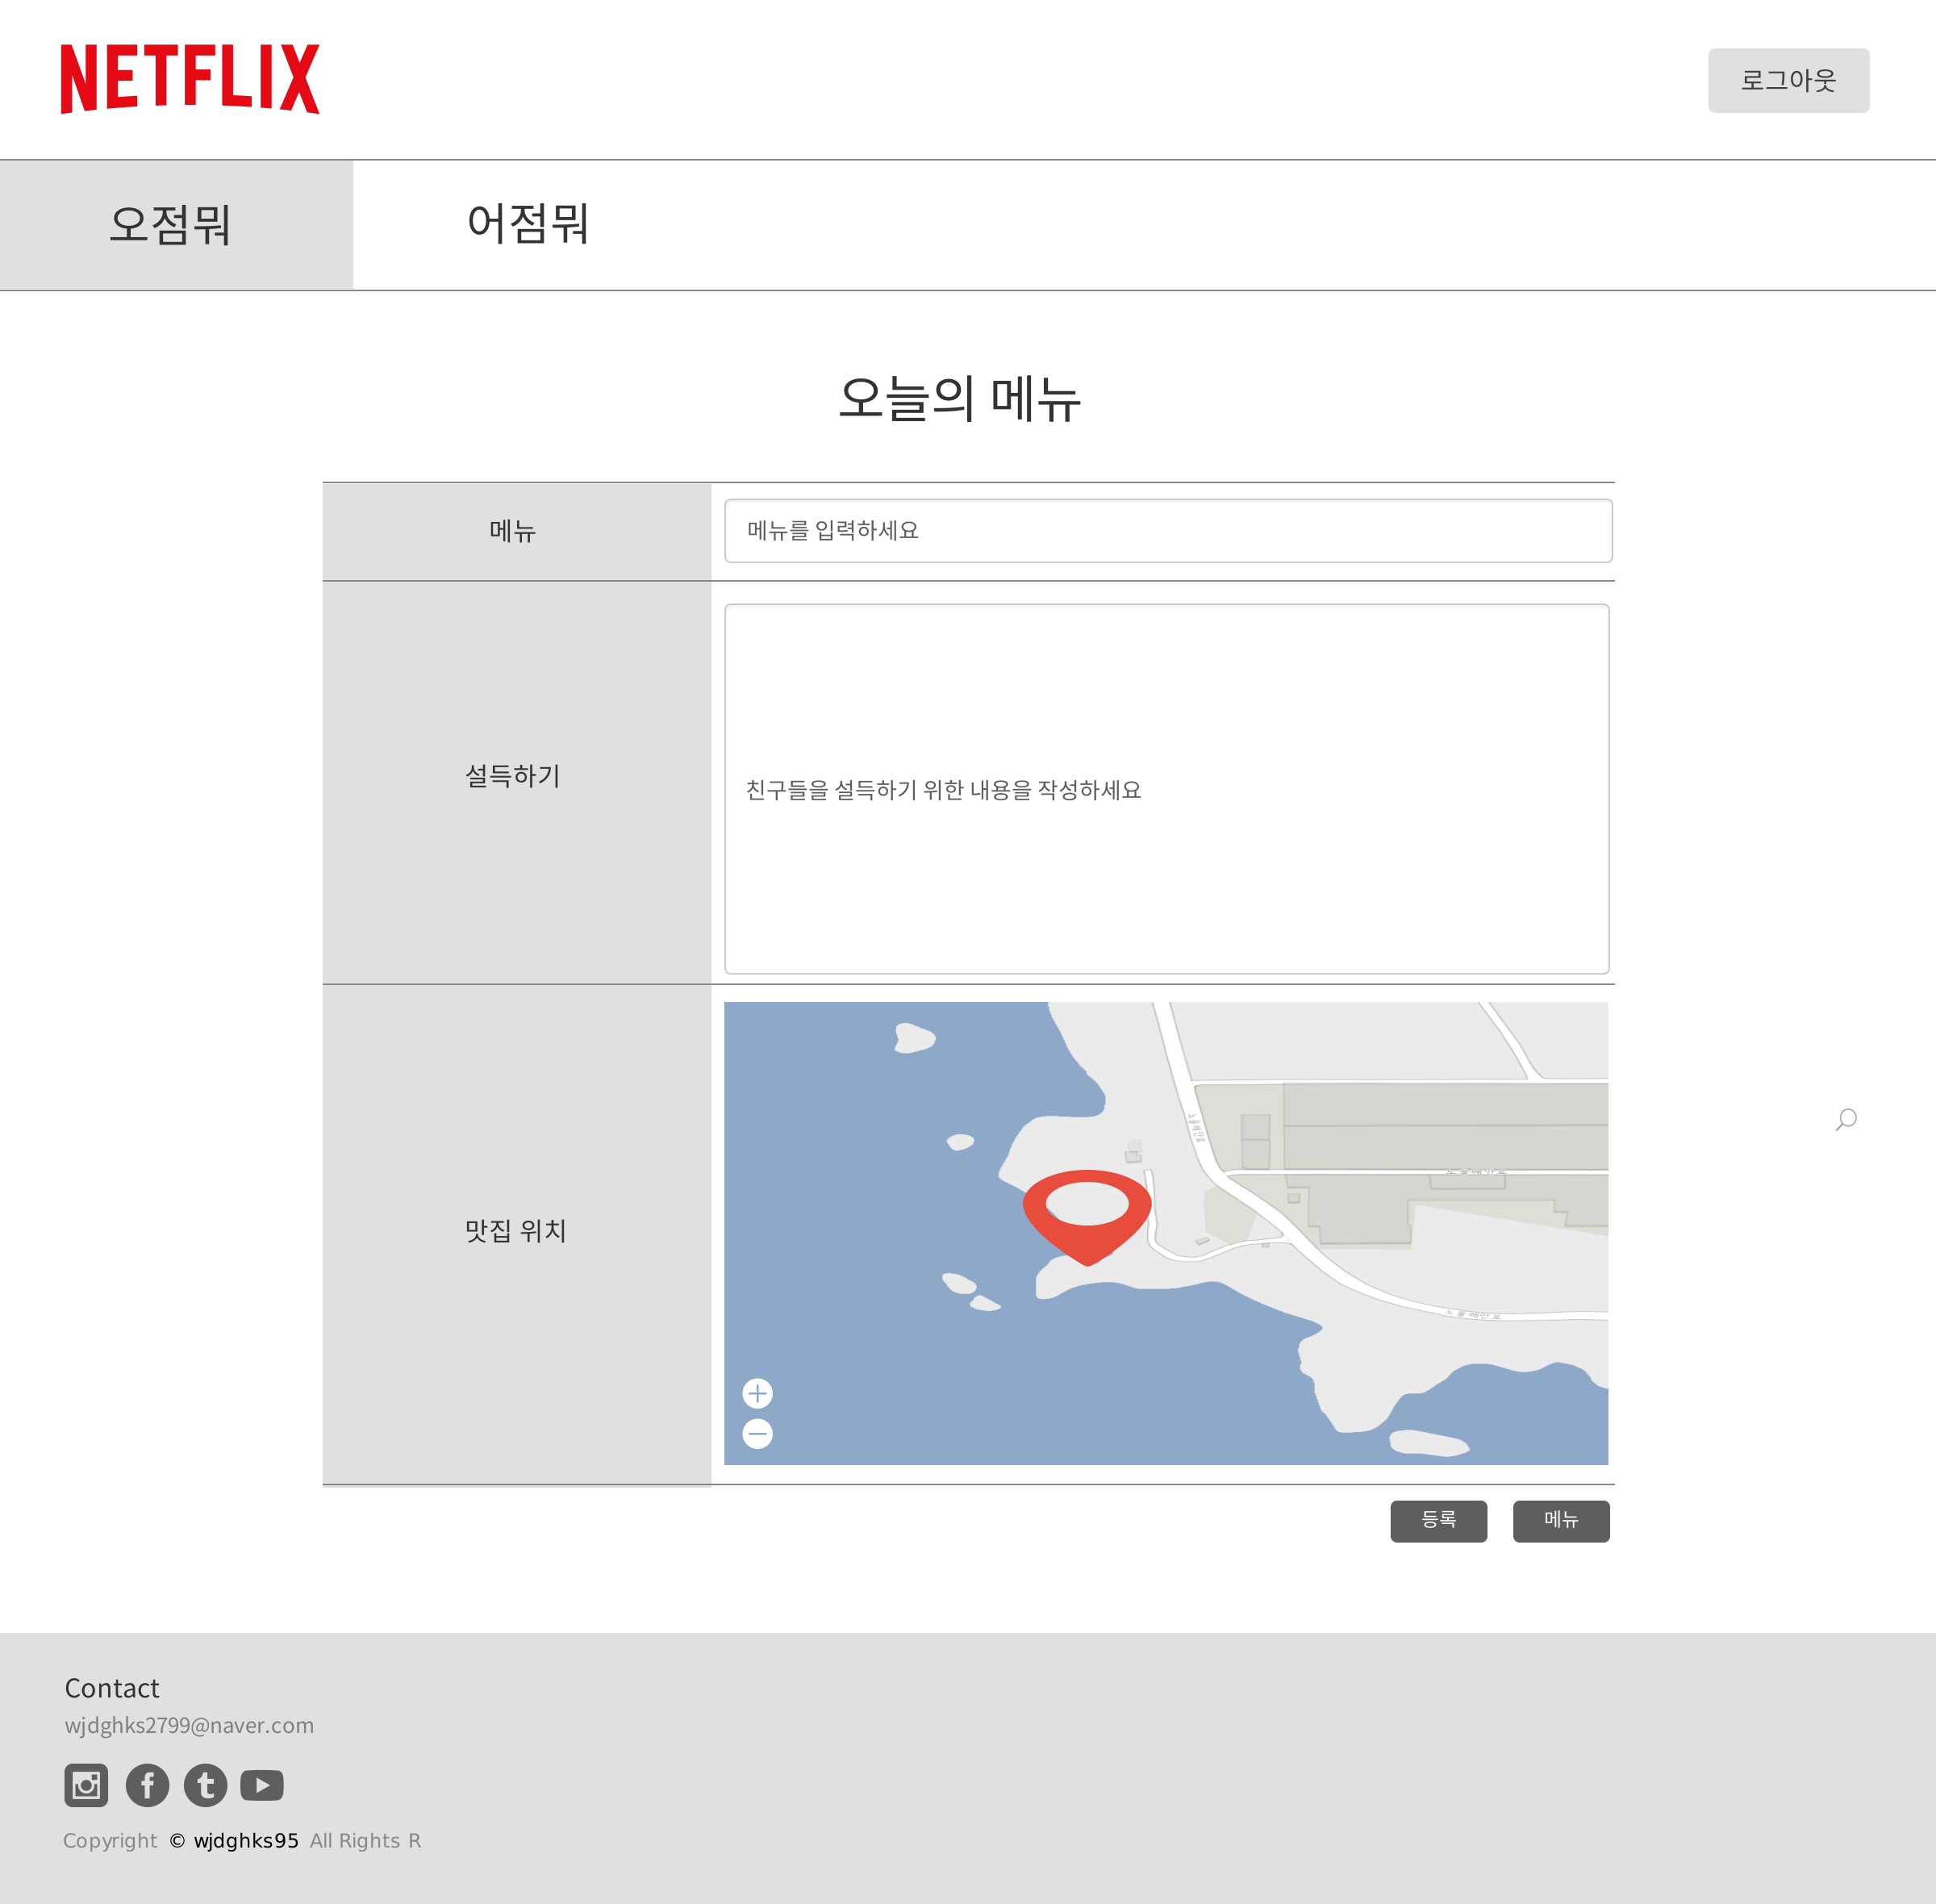 NETFLIX
로그아웃
오점뭐
어점뭐
오늘의 메뉴
메뉴
메뉴를 입력하세요
설득하기
친구들을 설득하기 위한 내용을 작성하세요
맛집 위치
등록
메뉴
Contact
wjdghks2799@naver.com
Copyright © wjdghks95 All Rights R